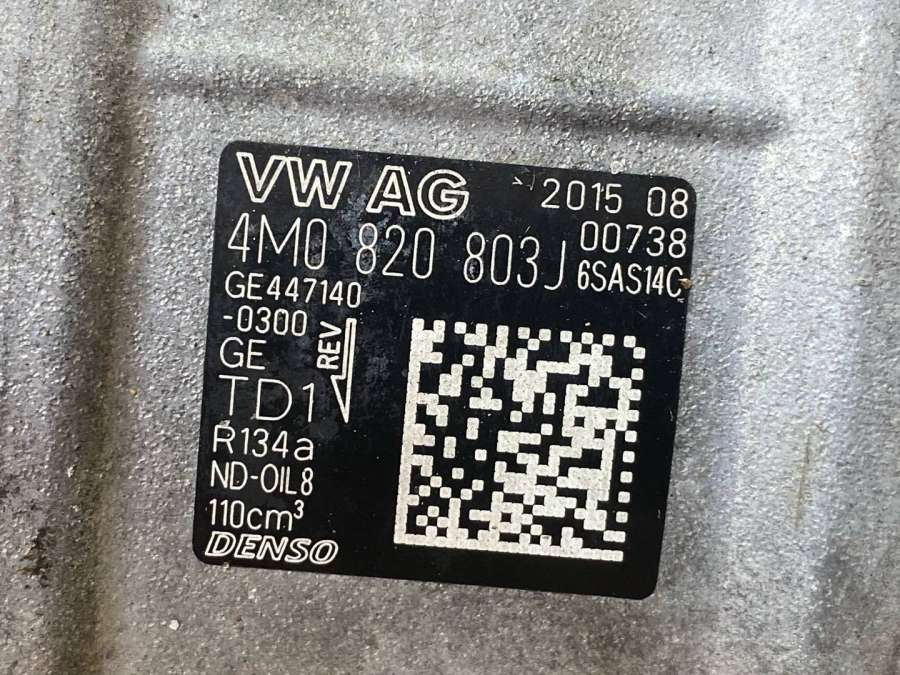 VW AG 2015 08
00738
4M0 820 803J 6SAS14C
GE447140
-0300
REV
GE
TD1
R134a
ND-OIL8
110cm³
DENSO